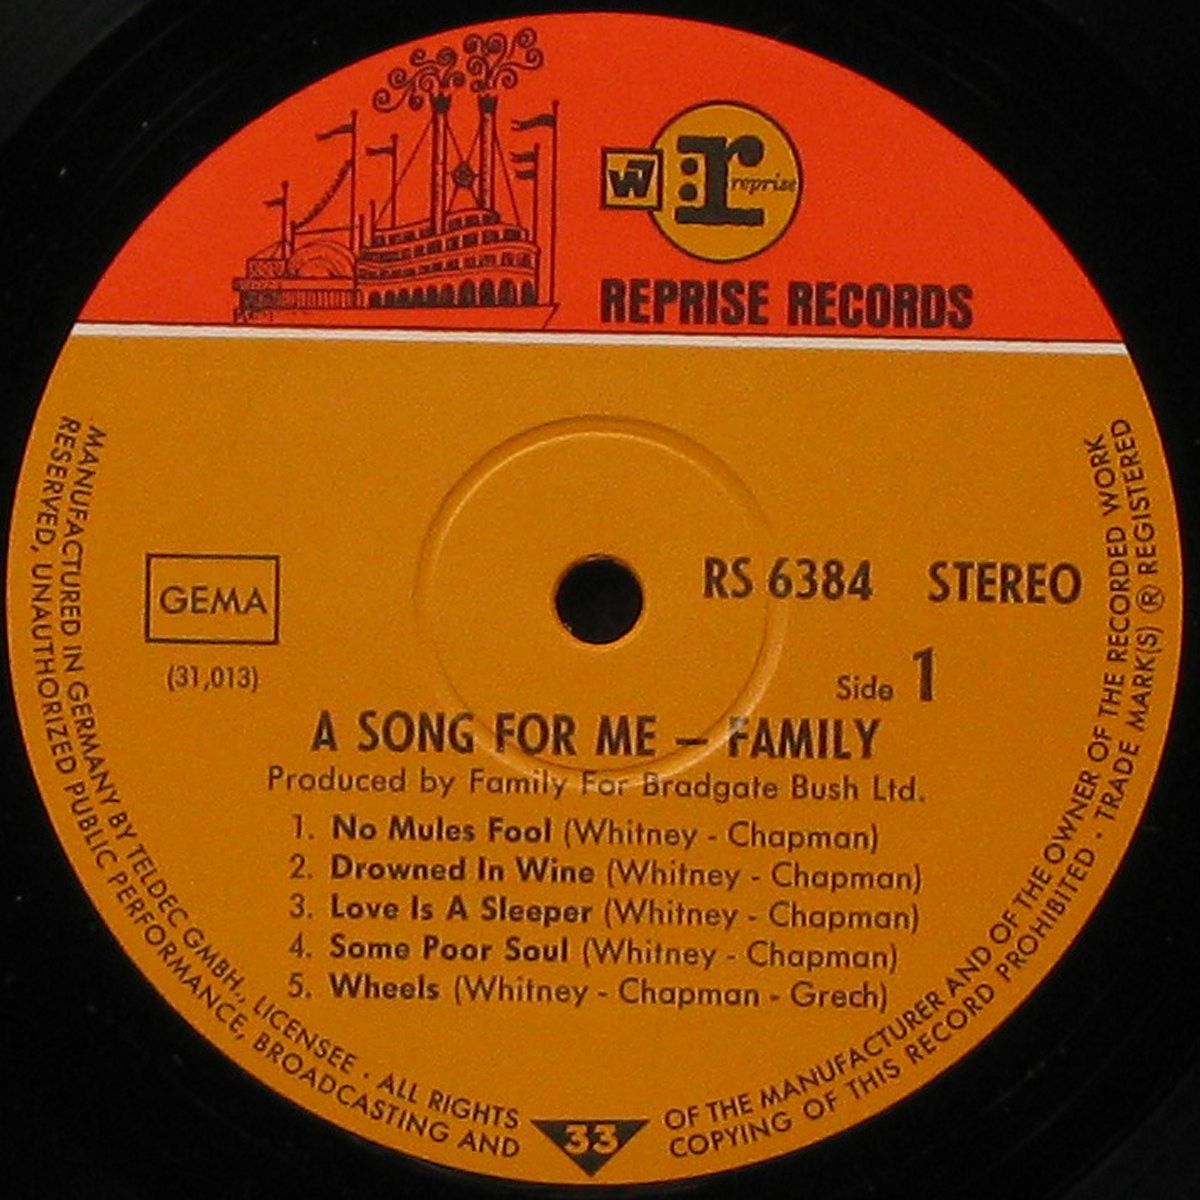 W
r
reprise
REPRISE RECORDS
GEMA
(31,013)
RS 6384 STEREO
Side 1
A SONG FOR ME – FAMILY
Produced by Family For Bradgate Bush Ltd.
1. No Mules Fool (Whitney - Chapman)
2. Drowned In Wine (Whitney - Chapman)
3. Love Is A Sleeper (Whitney - Chapman)
4. Some Poor Soul (Whitney - Chapman)
5. Wheels (Whitney - Chapman - Grech)
MANUFACTURED IN GERMANY BY TELDEC GMBH., LICENSEE . ALL RIGHTS
OF THE MANUFACTURER AND OF THE OWNER OF THE RECORDED WORK
RESERVED, UNAUTHORIZED PUBLIC PERFORMANCE, BROADCASTING AND
COPYING OF THIS RECORD PROHIBITED · TRADE MARK(S) ® REGISTERED
33